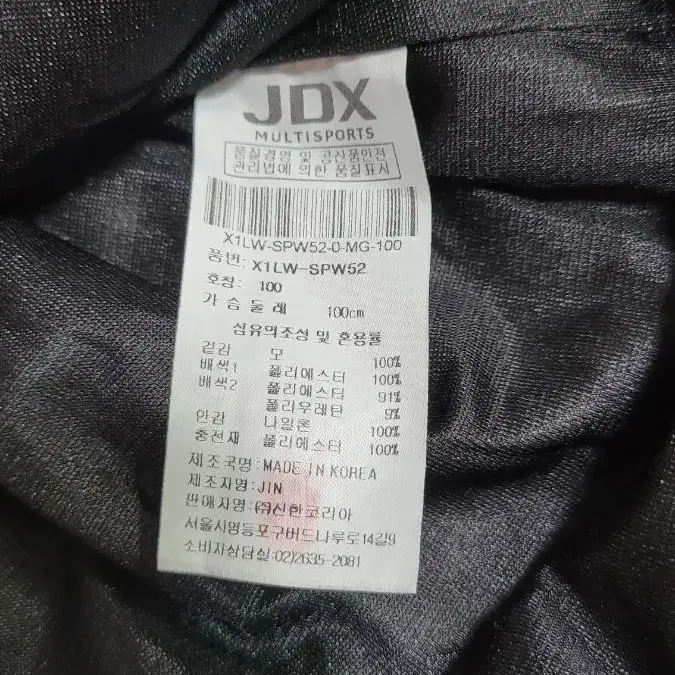 JDX
MULTISPORTS
품질경영 및 공산품안전
관리법에 의한 품질표시
X1LW-SPW52-0-MG-100
품번: X1LW-SPW52
호칭: 100
가 슴 둘 레 100cm
섬유의조성 및 혼용률
겉감 모 100%
배색1 폴리에스터 100%
배색2 폴리에스터 91%
폴리우레탄 9%
안감 나일론 100%
충전재 폴리에스터 100%
제조국명:MADE IN KOREA
제조자명:JIN
판매자명:㈜신한코리아
서울시영등포구버드나루로14길9
소비자상담실:02)2635-2081